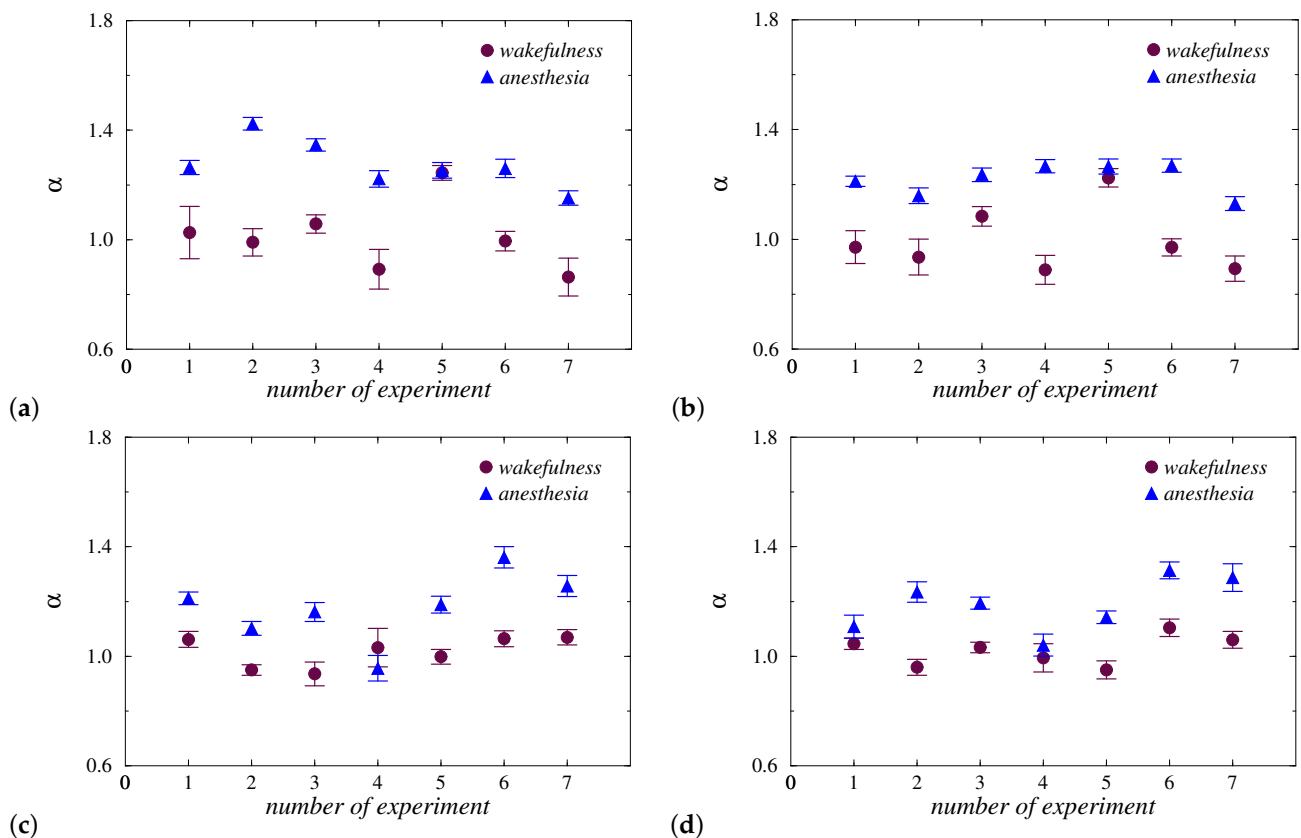 1.8
wakefulness
anesthesia
1.4
α
1.0
0.6
0 1 2 3 4 5 6 7
number of experiment
(a)
1.8
wakefulness
anesthesia
1.4
α
1.0
0.6
0 1 2 3 4 5 6 7
number of experiment
(b)
1.8
wakefulness
anesthesia
1.4
α
1.0
0.6
0 1 2 3 4 5 6 7
number of experiment
(c)
1.8
wakefulness
anesthesia
1.4
α
1.0
0.6
0 1 2 3 4 5 6 7
number of experiment
(d)